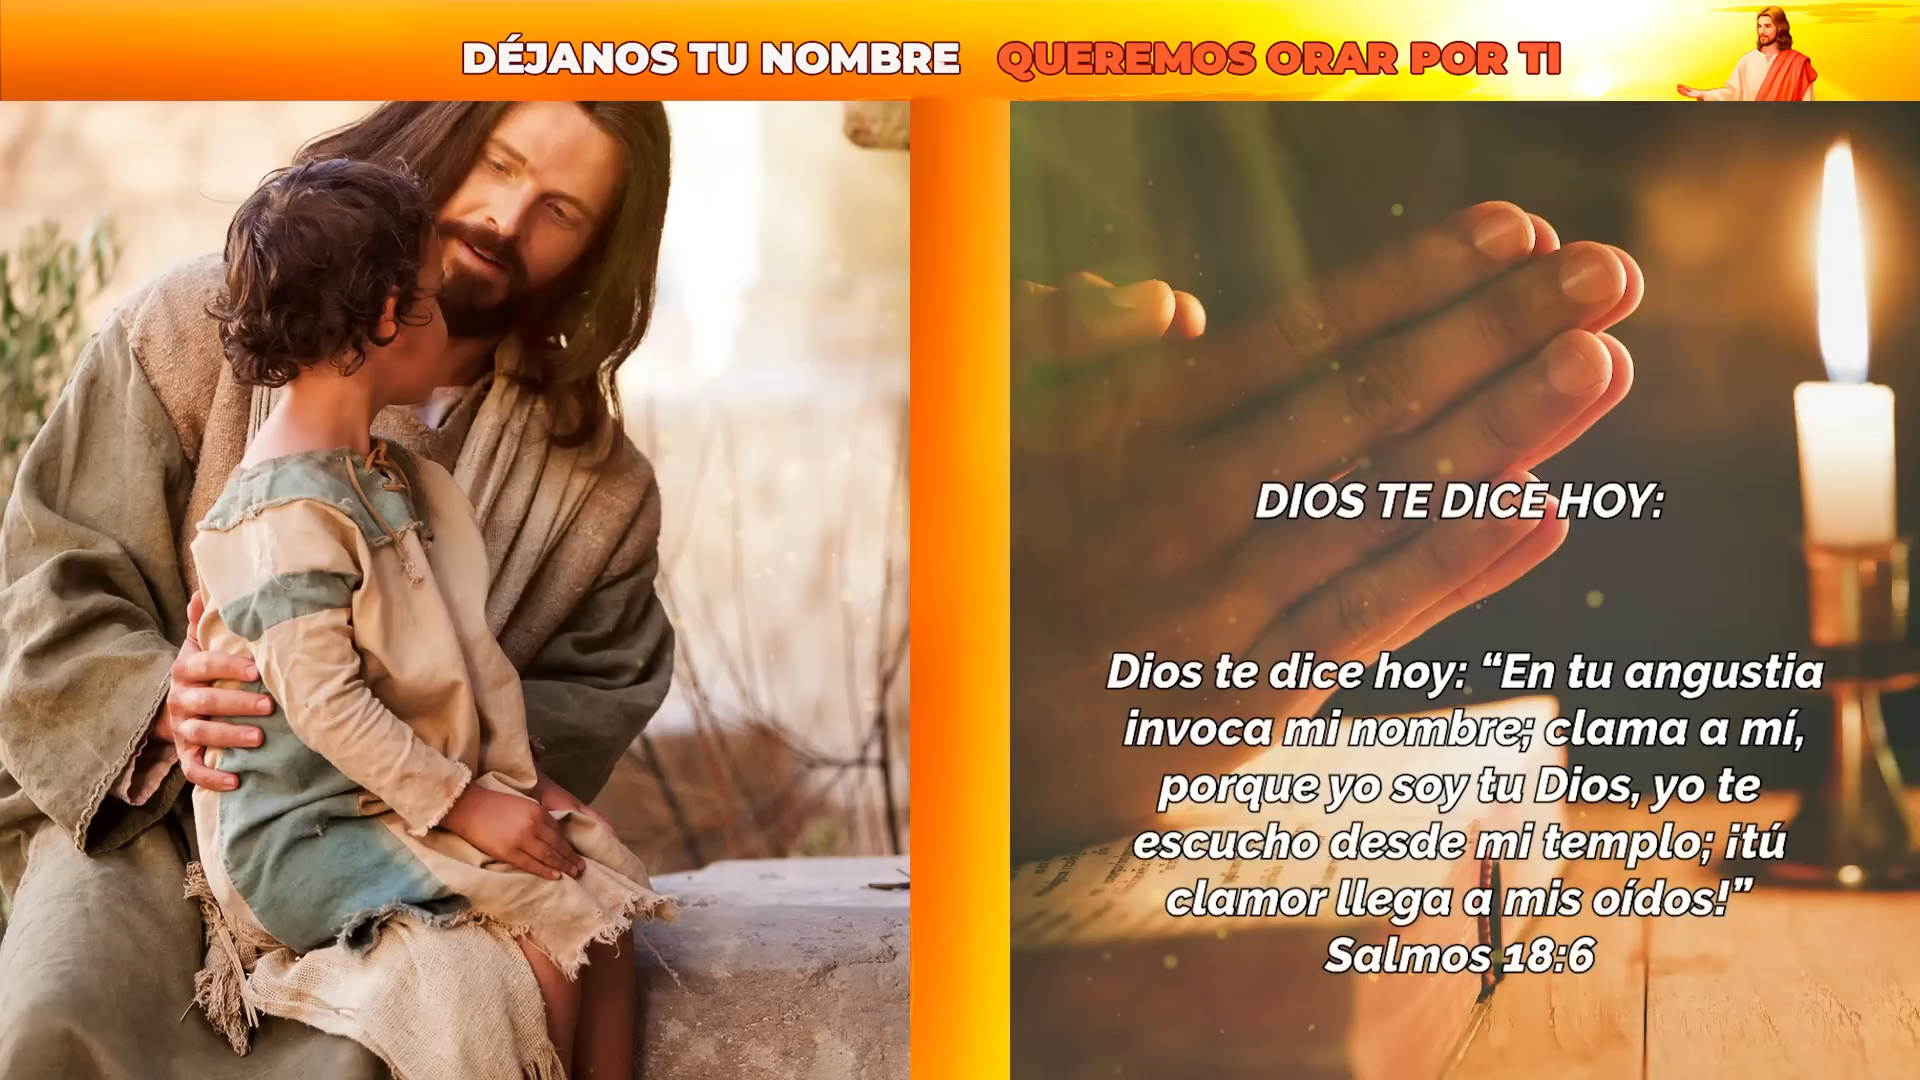 DÉJANOS TU NOMBRE QUEREMOS ORAR POR TI
DIOS TE DICE HOY:
Dios te dice hoy: “En tu angustia
invoca mi nombre; clama a mí,
porque yo soy tu Dios, yo te
escucho desde mi templo; ¡tú
clamor llega a mis oídos!”
Salmos 18:6